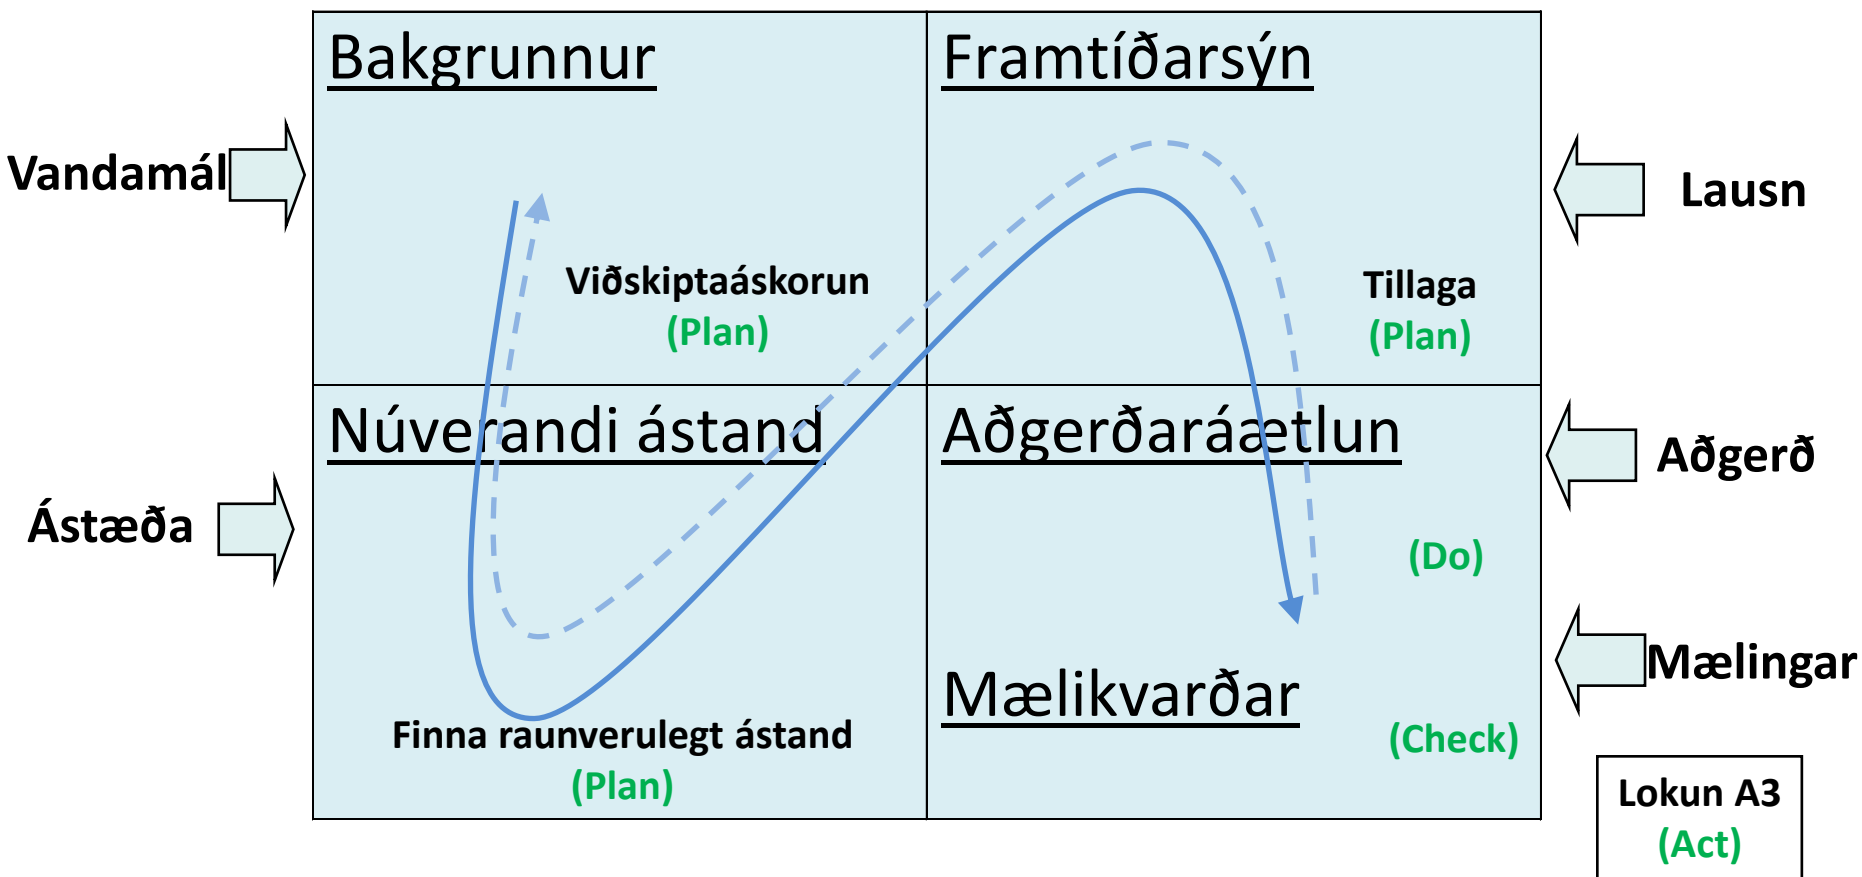 Bakgrunnur
Framtíðarsýn
Vandamál
Lausn
Viðskiptaáskorun
(Plan)
Tillaga
(Plan)
Núverandi ástand
Aðgerðaráætlun
Ástæða
Aðgerð
(Do)
Mælingar
Mælikvarðar
Finna raunverulegt ástand
(Plan)
(Check)
Lokun A3
(Act)